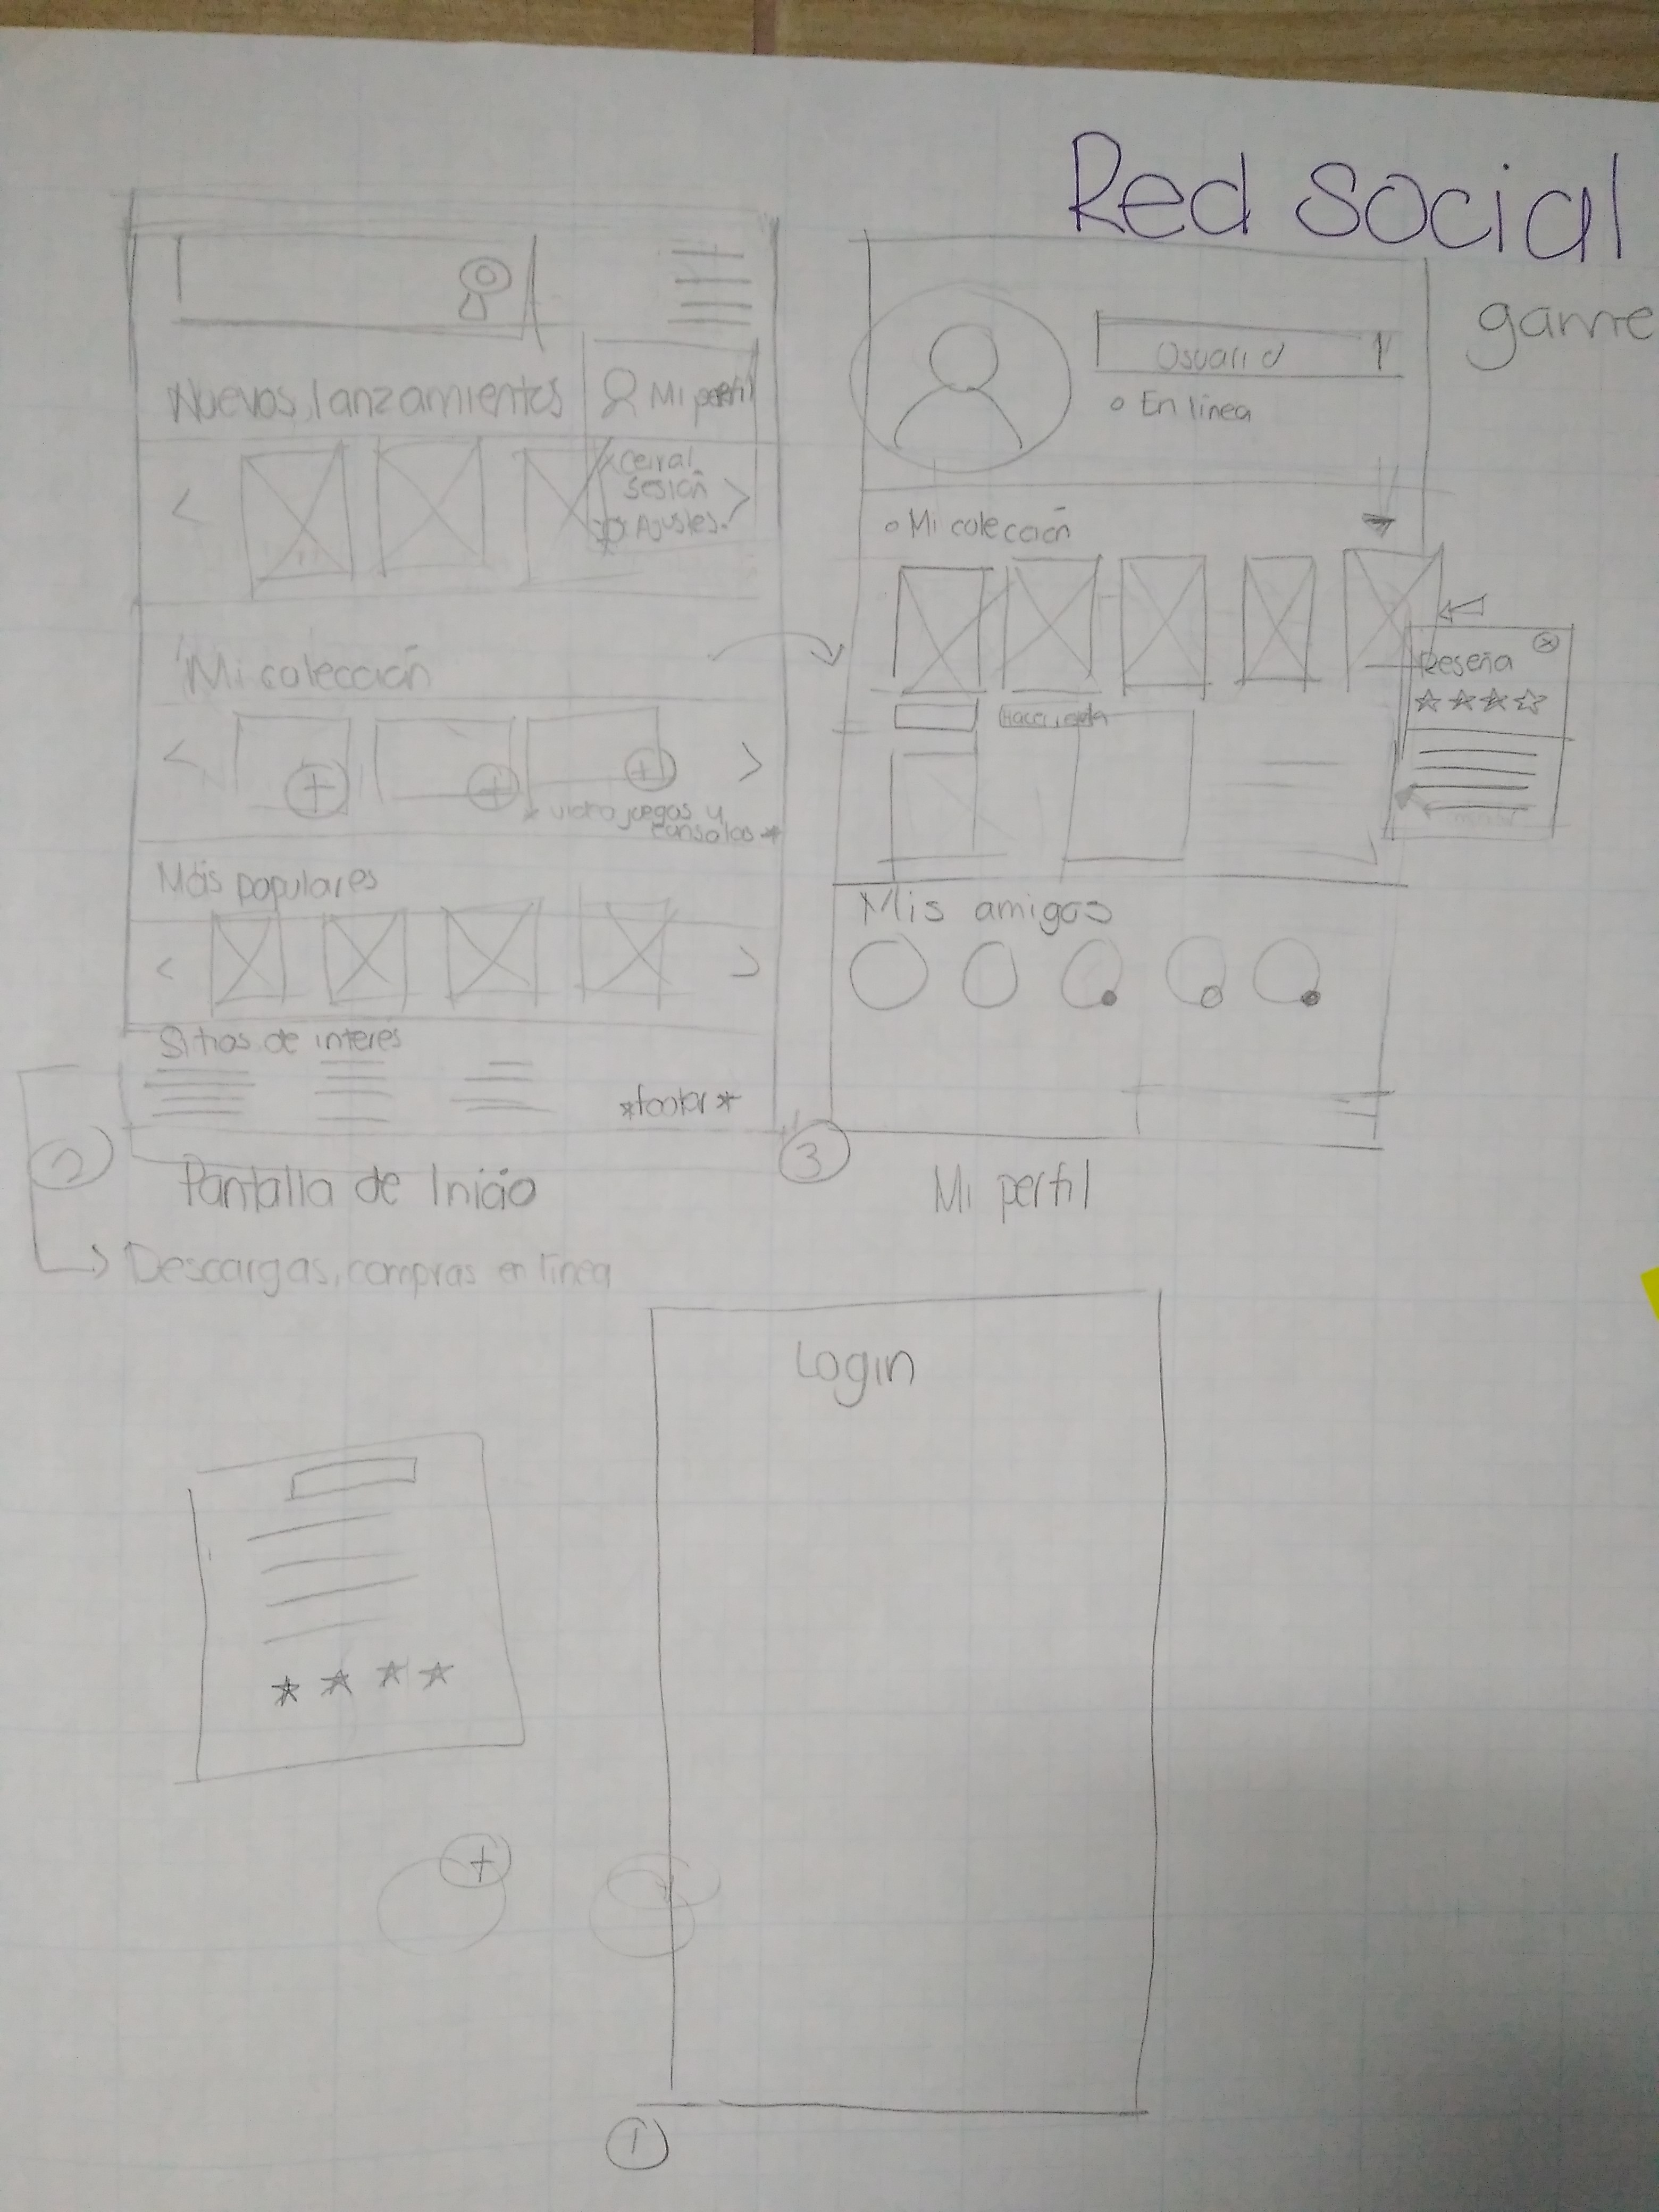 Red social
game
Nuevos lanzamientos
Mi perfil
Cerrar
sesión
Ajustes
Mi colección
video juegos y
consolas *
Más populares
Sitios de interés
*footer*
2
Pantalla de Inicio
Descargas, compras en línea
Usuario
En línea
Mi colección
Reseña
Hacer
Mis amigos
3
Mi perfil
Login
1